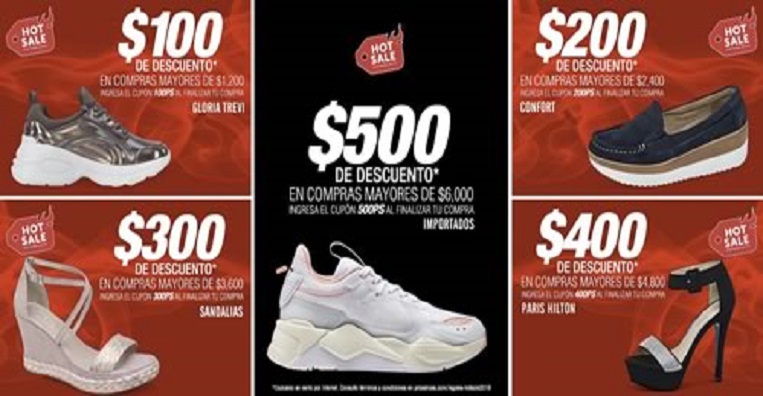 HOT
SALE
$100
DE DESCUENTO*
EN COMPRAS MAYORES DE $1,200
INGRESA EL CUPÓN 100PS AL FINALIZAR TU COMPRA
GLORIA TREVI
HOT
SALE
$300
DE DESCUENTO*
EN COMPRAS MAYORES DE $3,600
INGRESA EL CUPÓN 300PS AL FINALIZAR TU COMPRA
SANDALIAS
HOT
SALE
$500
DE DESCUENTO*
EN COMPRAS MAYORES DE $6,000
INGRESA EL CUPÓN 500PS AL FINALIZAR TU COMPRA
IMPORTADOS
HOT
SALE
$200
DE DESCUENTO*
EN COMPRAS MAYORES DE $2,400
INGRESA EL CUPÓN 200PS AL FINALIZAR TU COMPRA
CONFORT
HOT
SALE
$400
DE DESCUENTO*
EN COMPRAS MAYORES DE $4,800
INGRESA EL CUPÓN 400PS AL FINALIZAR TU COMPRA
PARIS HILTON